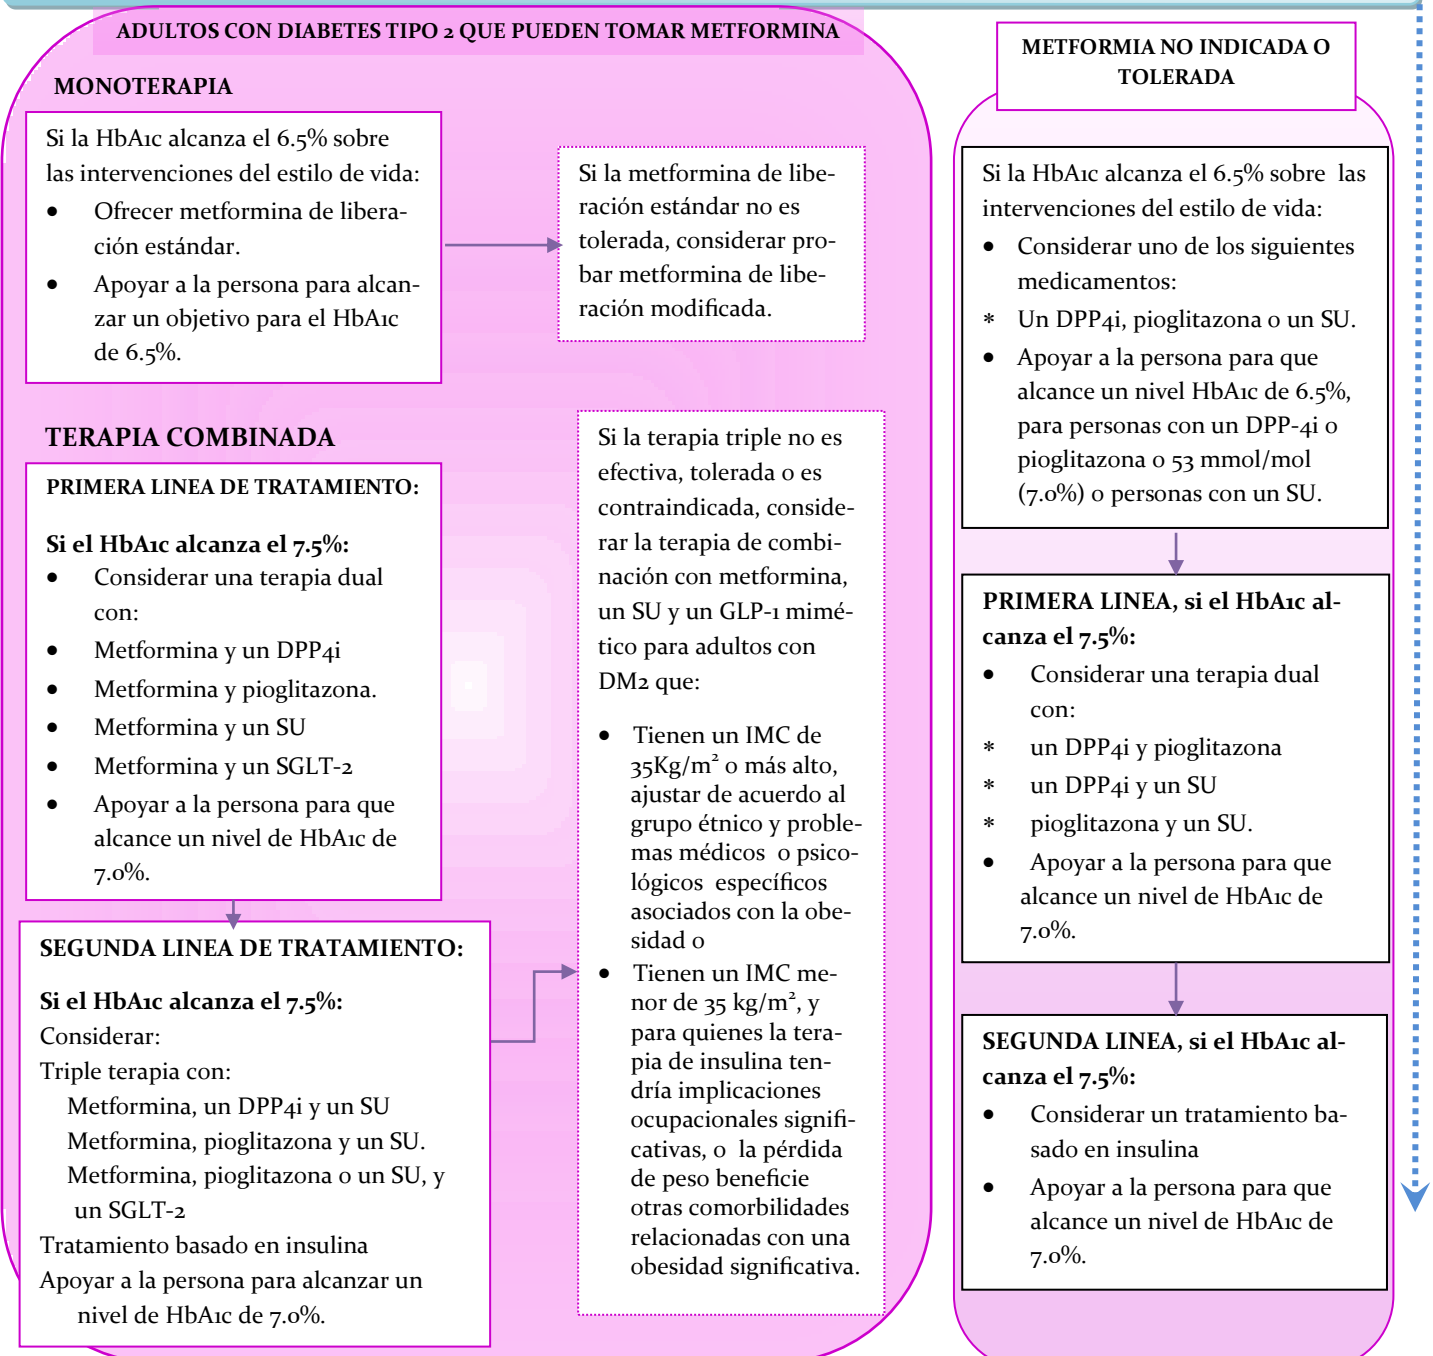 ADULTOS CON DIABETES TIPO 2 QUE PUEDEN TOMAR METFORMINA
MONOTERAPIA
Si la HbA1c alcanza el 6.5% sobre
las intervenciones del estilo de vida:
• Ofrecer metformina de libera-
ción estándar.
• Apoyar a la persona para alcan-
zar un objetivo para el HbA1c
de 6.5%.
Si la metformina de libe-
ración estándar no es
tolerada, considerar pro-
bar metformina de libe-
ración modificada.
TERAPIA COMBINADA
PRIMERA LINEA DE TRATAMIENTO:
Si el HbA1c alcanza el 7.5%:
• Considerar una terapia dual
con:
• Metformina y un DPP4i
• Metformina y pioglitazona.
• Metformina y un SU
• Metformina y un SGLT-2
• Apoyar a la persona para que
alcance un nivel de HbA1c de
7.0%.
SEGUNDA LINEA DE TRATAMIENTO:
Si el HbA1c alcanza el 7.5%:
Considerar:
Triple terapia con:
Metformina, un DPP4i y un SU
Metformina, pioglitazona y un SU.
Metformina, pioglitazona o un SU, y
un SGLT-2
Tratamiento basado en insulina
Apoyar a la persona para alcanzar un
nivel de HbA1c de 7.0%.
Si la terapia triple no es
efectiva, tolerada o es
contraindicada, conside-
rar la terapia de combi-
nación con metformina,
un SU y un GLP-1 mimé-
tico para adultos con
DM2 que:
• Tienen un IMC de
35Kg/m² o más alto,
ajustar de acuerdo al
grupo étnico y proble-
mas médicos o psico-
lógicos específicos
asociados con la obe-
sidad o
• Tienen un IMC me-
nor de 35 kg/m², y
para quienes la tera-
pia de insulina ten-
dría implicaciones
ocupacionales signifi-
cativas, o la pérdida
de peso beneficie
otras comorbilidades
relacionadas con una
obesidad significativa.
METFORMIA NO INDICADA O
TOLERADA
Si la HbA1c alcanza el 6.5% sobre las
intervenciones del estilo de vida:
• Considerar uno de los siguientes
medicamentos:
* Un DPP4i, pioglitazona o un SU.
• Apoyar a la persona para que
alcance un nivel HbA1c de 6.5%,
para personas con un DPP-4i o
pioglitazona o 53 mmol/mol
(7.0%) o personas con un SU.
PRIMERA LINEA, si el HbA1c al-
canza el 7.5%:
• Considerar una terapia dual
con:
* un DPP4i y pioglitazona
* un DPP4i y un SU
* pioglitazona y un SU.
• Apoyar a la persona para que
alcance un nivel de HbA1c de
7.0%.
SEGUNDA LINEA, si el HbA1c al-
canza el 7.5%:
• Considerar un tratamiento ba-
sado en insulina
• Apoyar a la persona para que
alcance un nivel de HbA1c de
7.0%.